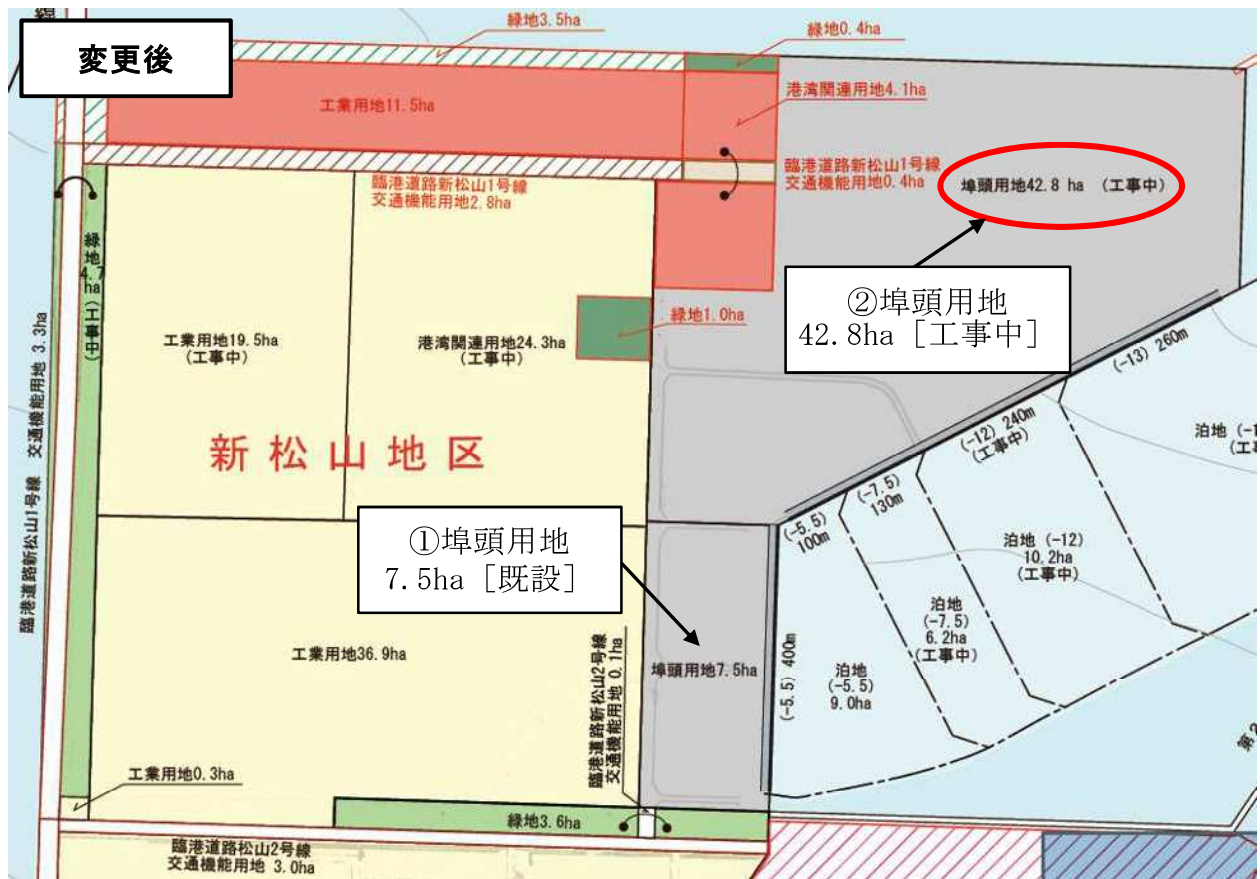 変更後
緑地3.5ha
緑地0.4ha
工業用地11.5ha
港湾関連用地4.1ha
臨港道路新松山1号線
交通機能用地0.4ha
臨港道路新松山1号線
交通機能用地2.8ha
埠頭用地42.8 ha (工事中)
②埠頭用地
42.8ha [工事中]
緑地
4.7
ha
(工事中)
臨港道路新松山1号線 交通機能用地 3.3ha
工業用地19.5ha
(工事中)
港湾関連用地24.3ha
(工事中)
緑地1.0ha
新松山地区
(-13) 260m
(-12) 240m
(工事中)
(-7.5)
130m
(-5.5)
100m
①埠頭用地
7.5ha [既設]
泊地 (-12)
10.2ha
(工事中)
泊地
(-7.5)
6.2ha
(工事中)
泊地
(-5.5)
9.0ha
(-5.5) 400m
工業用地36.9ha
埠頭用地7.5ha
臨港道路新松山2号線
交通機能用地 0.1ha
工業用地0.3ha
緑地3.6ha
臨港道路松山2号線
交通機能用地 3.0ha